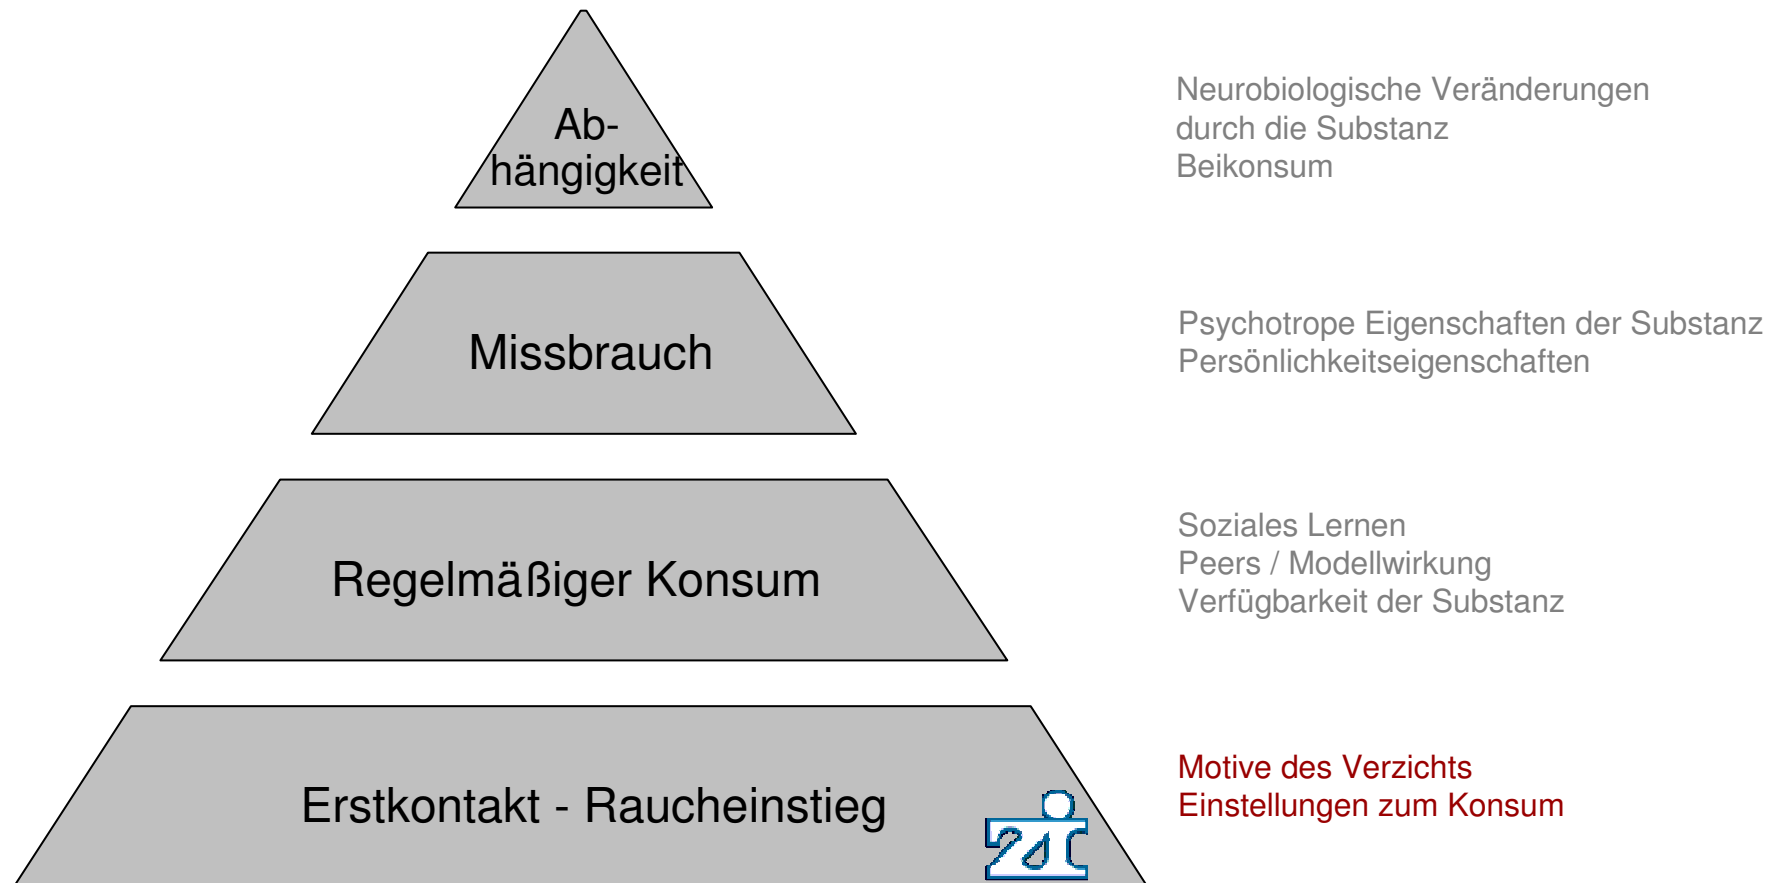 Ab-
hängigkeit
Neurobiologische Veränderungen
durch die Substanz
Beikonsum
Missbrauch
Psychotrope Eigenschaften der Substanz
Persönlichkeitseigenschaften
Regelmäßiger Konsum
Soziales Lernen
Peers / Modellwirkung
Verfügbarkeit der Substanz
Erstkontakt - Raucheinstieg
Motive des Verzichts
Einstellungen zum Konsum